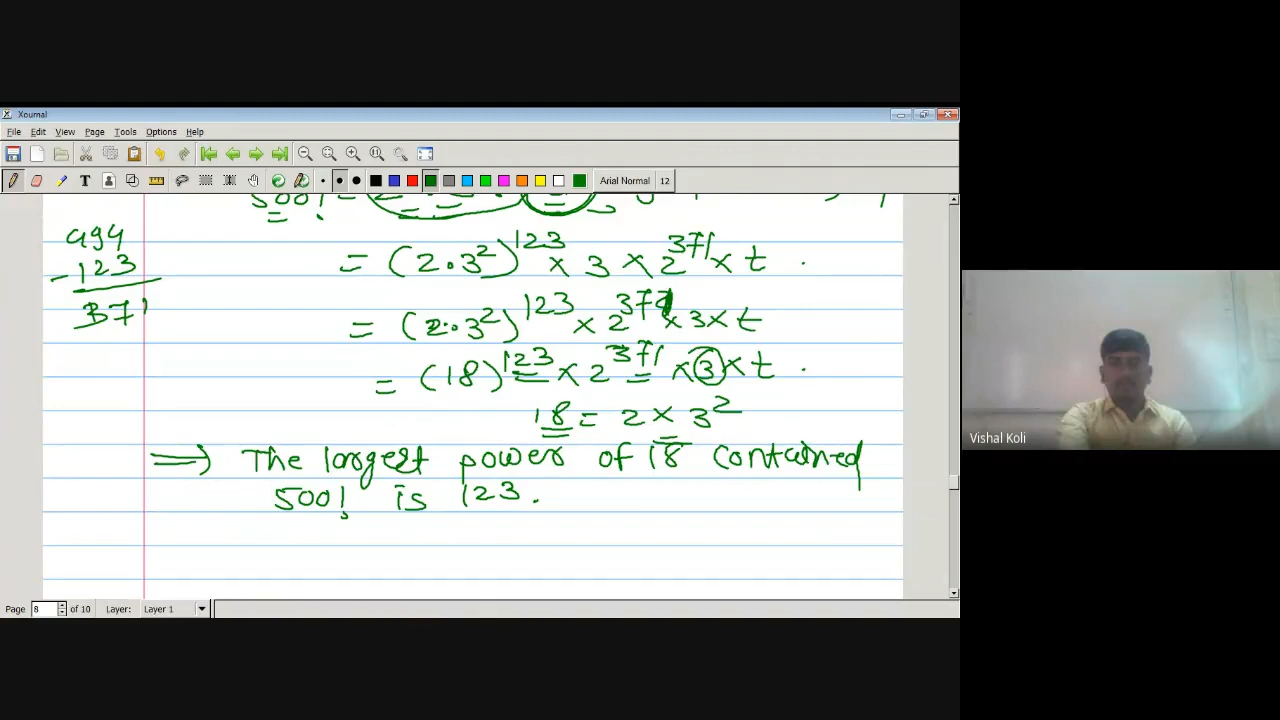 Xournal
File Edit View Page Tools Options Help
Arial Normal 12
500! =
494
- 123
371
= (2·3²)¹²³ × 3 × 2³⁷¹ × t .
= (2·3²)¹²³ × 2³⁷¹ × 3 × t
= (18)¹²³ × 2³⁷¹ × 3 × t .
18 = 2 × 3²
⇒ The largest power of 18 contained
500! is 123.
Vishal Koli
Page 8 of 10 Layer: Layer 1